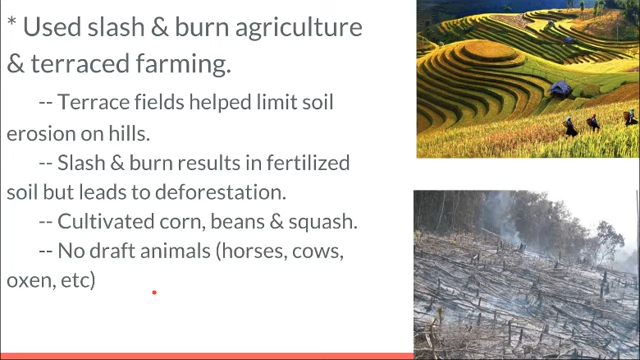 * Used slash & burn agriculture
& terraced farming.
-- Terrace fields helped limit soil
erosion on hills.
-- Slash & burn results in fertilized
soil but leads to deforestation.
-- Cultivated corn, beans & squash.
-- No draft animals (horses, cows,
oxen, etc)